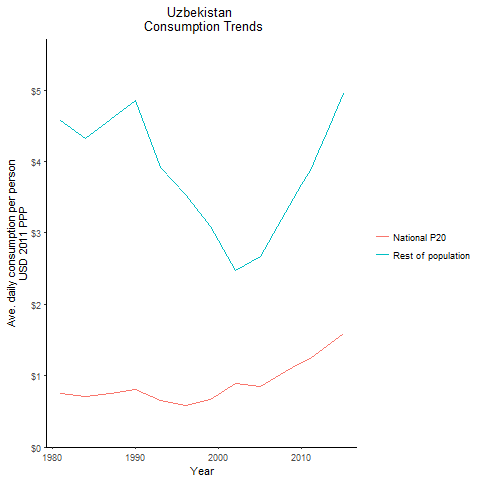 Uzbekistan
Consumption Trends
Ave. daily consumption per person
USD 2011 PPP
$5
$4
$3
$2
$1
$0
1980 1990 2000 2010
Year
National P20
Rest of population